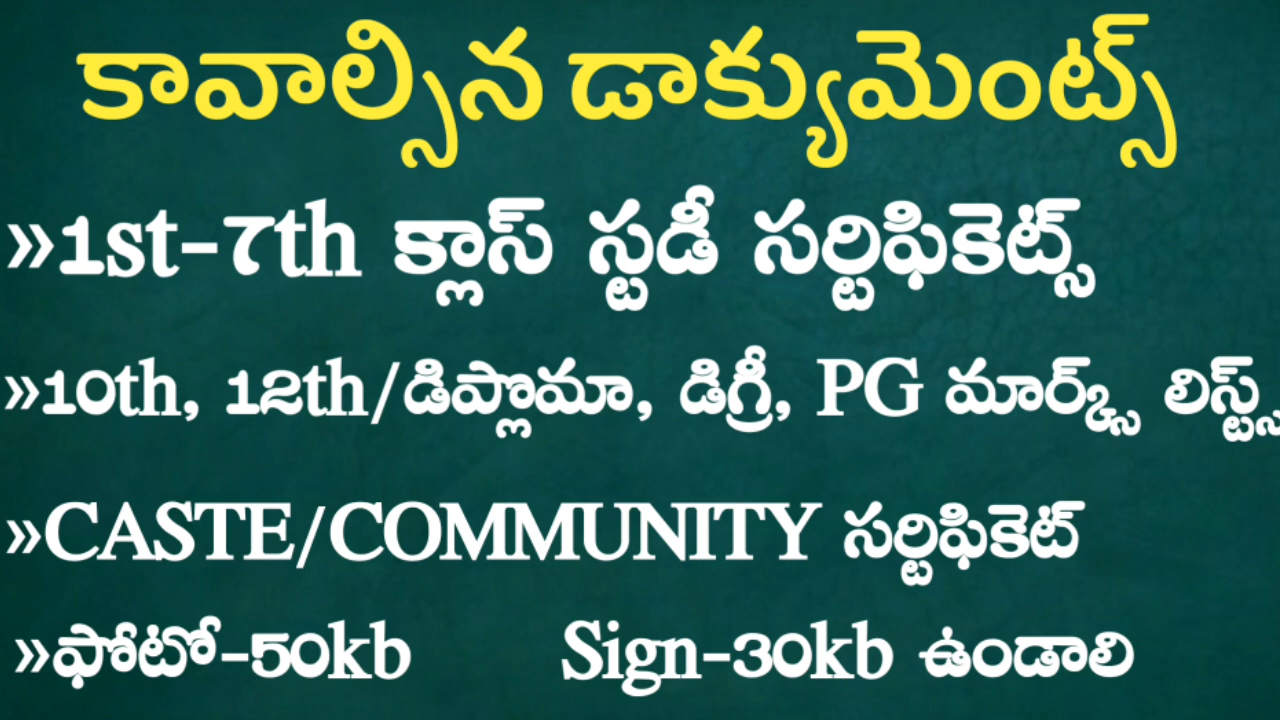 కావాల్సిన డాక్యుమెంట్స్
»1st-7th క్లాస్ స్టడీ సర్టిఫికెట్స్
»10th, 12th/డిప్లొమా, డిగ్రీ, PG మార్క్స్ లిస్ట్స్
»CASTE/COMMUNITY సర్టిఫికెట్
»ఫోటో-50kb Sign-30kb ఉండాలి